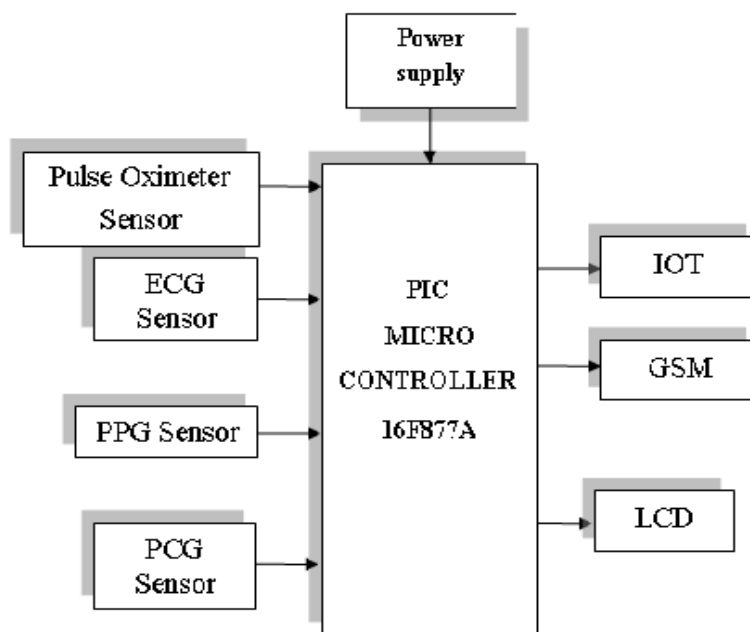 Power
supply
Pulse Oximeter
Sensor
ECG
Sensor
PPG Sensor
PCG
Sensor
PIC
MICRO
CONTROLLER
16F877A
IOT
GSM
LCD